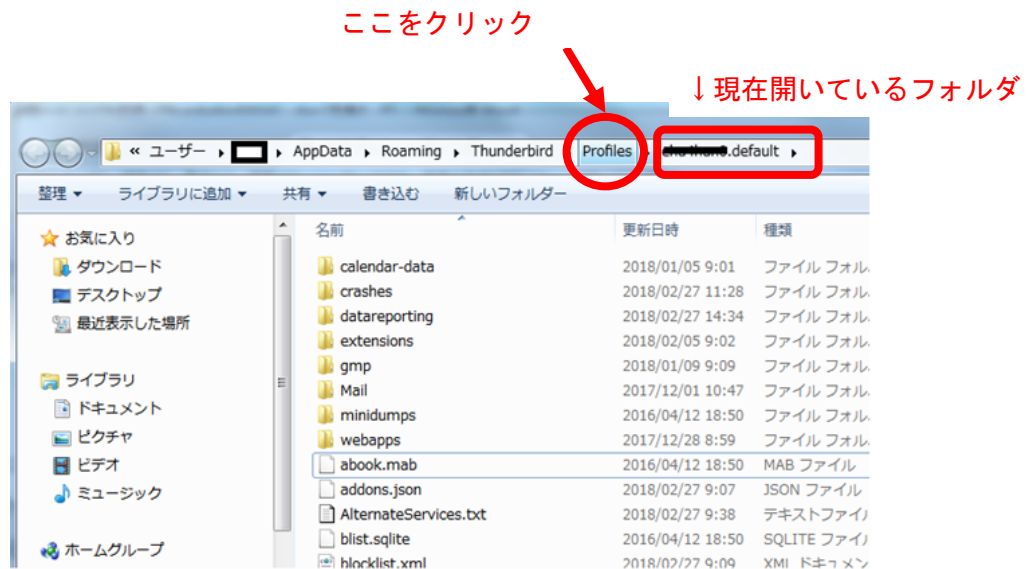 ここをクリック
↓現在開いているフォルダ
« ユーザー ▸ ▸ AppData ▸ Roaming ▸ Thunderbird Profiles ▸ .default ▸
整理 ▼ ライブラリに追加 ▼ 共有 ▼ 書き込む 新しいフォルダー
お気に入り
ダウンロード
デスクトップ
最近表示した場所
ライブラリ
ドキュメント
ピクチャ
ビデオ
ミュージック
ホームグループ
名前 更新日時 種類
calendar-data 2018/01/05 9:01 ファイル フォル
crashes 2018/02/27 11:28 ファイル フォル
datareporting 2018/02/27 14:34 ファイル フォル
extensions 2018/02/05 9:02 ファイル フォル
gmp 2018/01/09 9:09 ファイル フォル
Mail 2017/12/01 10:47 ファイル フォル
minidumps 2016/04/12 18:50 ファイル フォル
webapps 2017/12/28 8:59 ファイル フォル
abook.mab 2016/04/12 18:50 MAB ファイル
addons.json 2018/02/27 9:07 JSON ファイル
AlternateServices.txt 2018/02/27 9:38 テキストファイ
blist.sqlite 2016/04/12 18:50 SQLITE ファイ
blocklist.xml 2018/02/27 9:09 XML ドキュメン